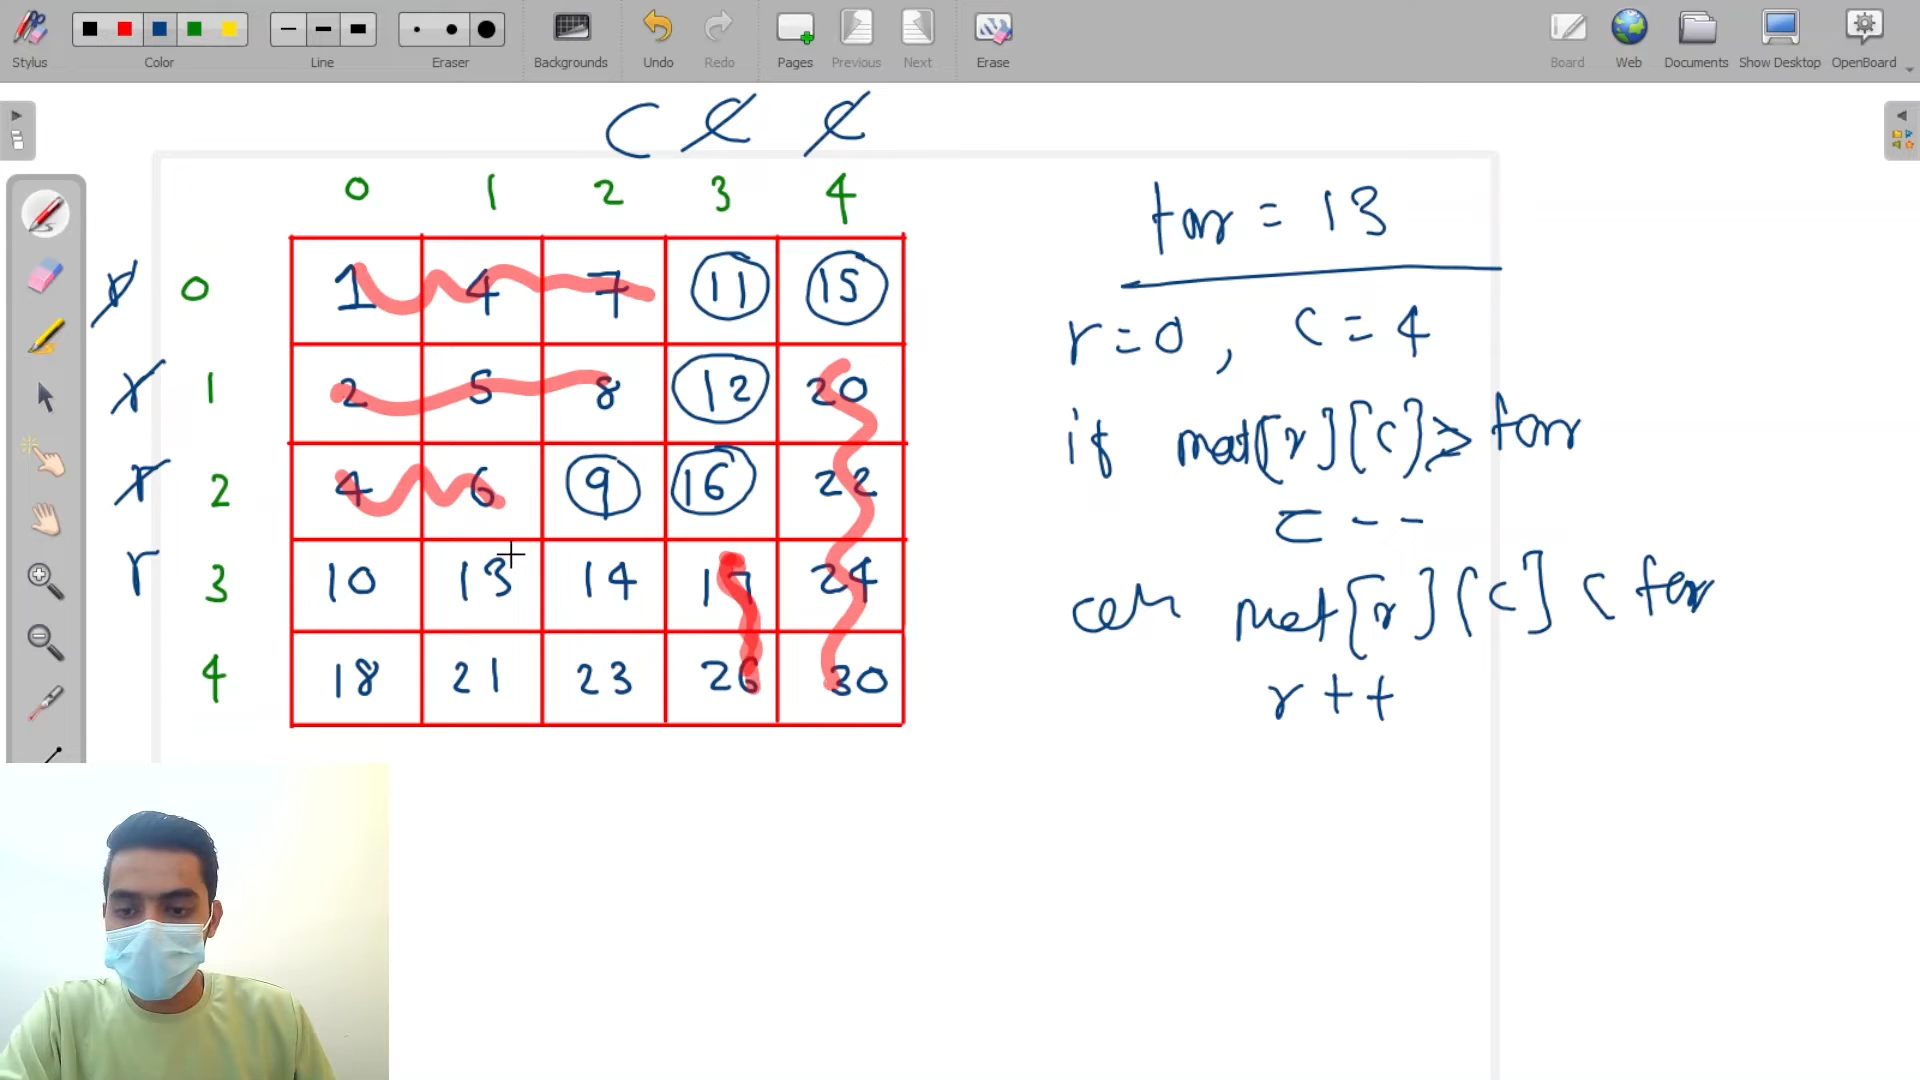 Stylus Color Line Eraser Backgrounds Undo Redo Pages Previous Next Erase Board Web Documents Show Desktop OpenBoard
C C C
0 1 2 3 4
r 0 1 4 7 11 15
r 1 2 5 8 12 20
r 2 4 6 9 16 22
r 3 10 13 14 17 24
4 18 21 23 26 30
tar = 13
r = 0 , c = 4
if mat[r][c] > tar
c - -
mat[r][c] < tar
r + +